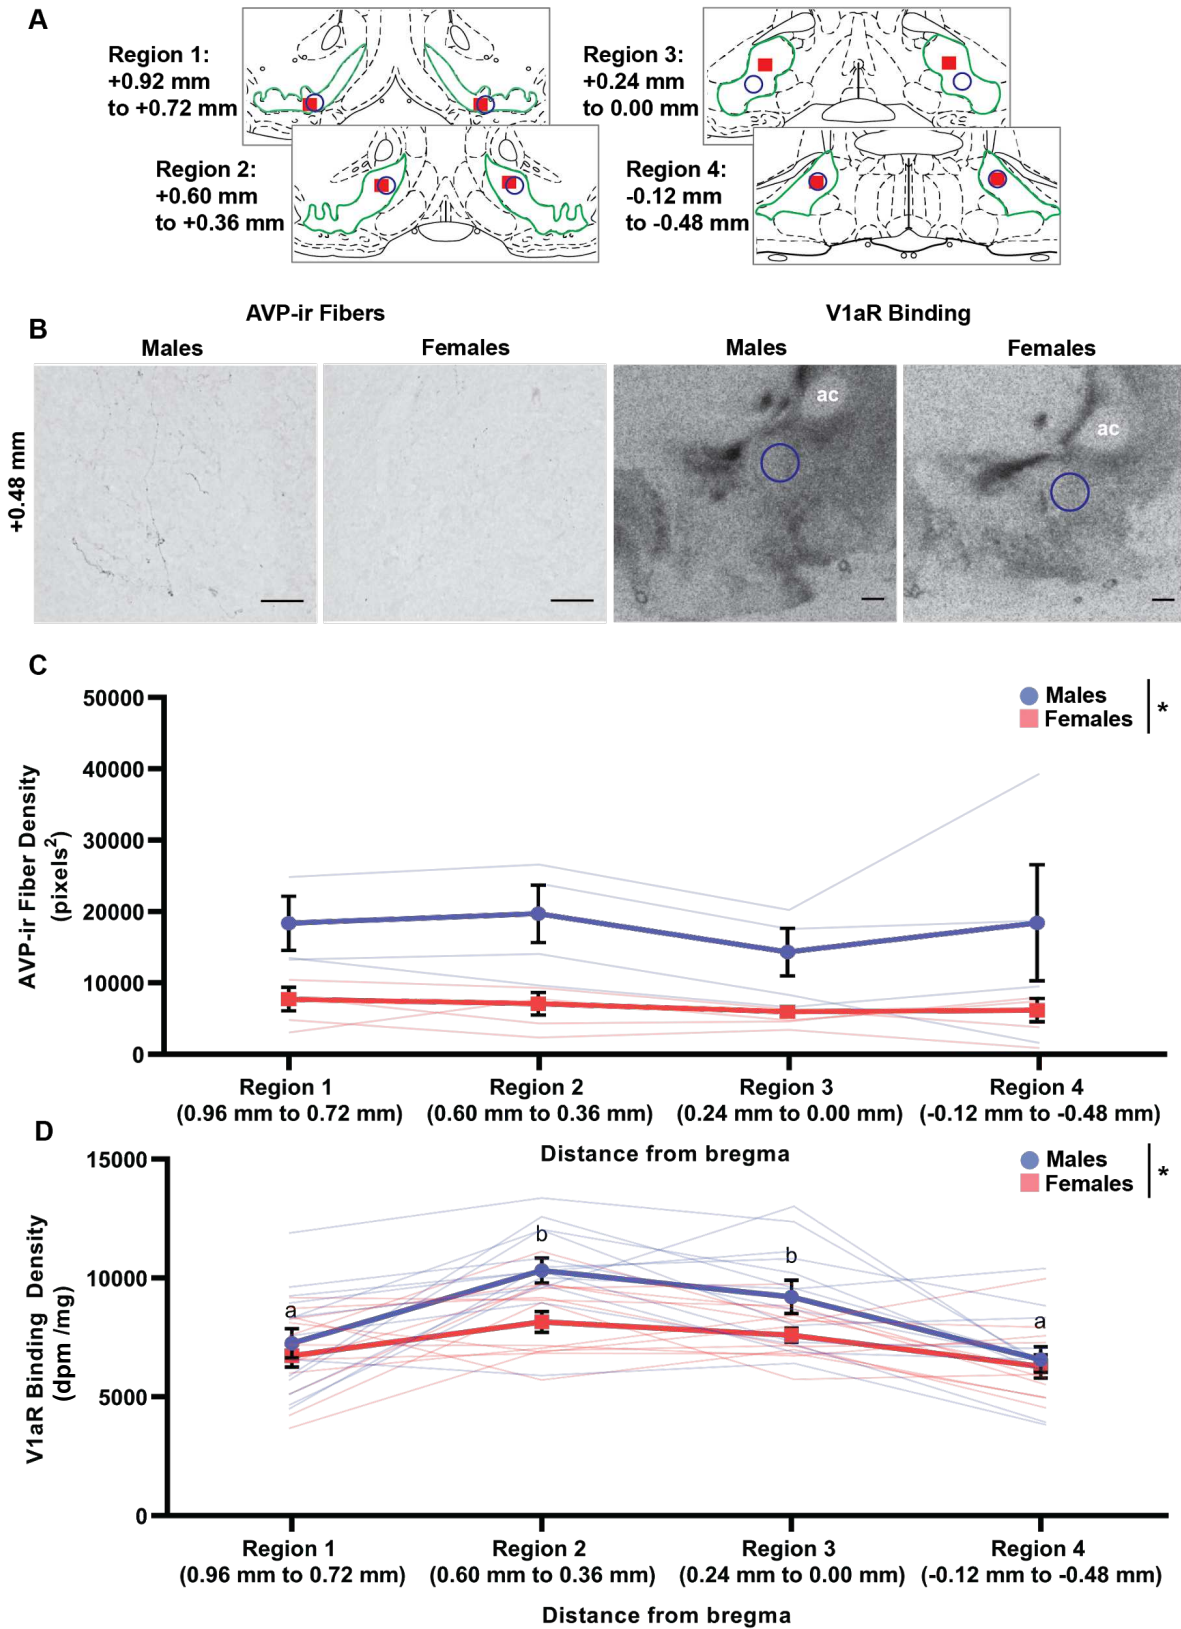 A
Region 1:
+0.92 mm
to +0.72 mm
Region 3:
+0.24 mm
to 0.00 mm
Region 2:
+0.60 mm
to +0.36 mm
Region 4:
-0.12 mm
to -0.48 mm
B
AVP-ir Fibers
V1aR Binding
Males
Females
Males
Females
+0.48 mm
ac
ac
C
AVP-ir Fiber Density
(pixels²)
50000
40000
30000
20000
10000
0
Males
Females
*
Region 1
(0.96 mm to 0.72 mm)
Region 2
(0.60 mm to 0.36 mm)
Region 3
(0.24 mm to 0.00 mm)
Region 4
(-0.12 mm to -0.48 mm)
Distance from bregma
D
V1aR Binding Density
(dpm /mg)
15000
10000
5000
0
Males
Females
*
a
b
b
a
Region 1
(0.96 mm to 0.72 mm)
Region 2
(0.60 mm to 0.36 mm)
Region 3
(0.24 mm to 0.00 mm)
Region 4
(-0.12 mm to -0.48 mm)
Distance from bregma